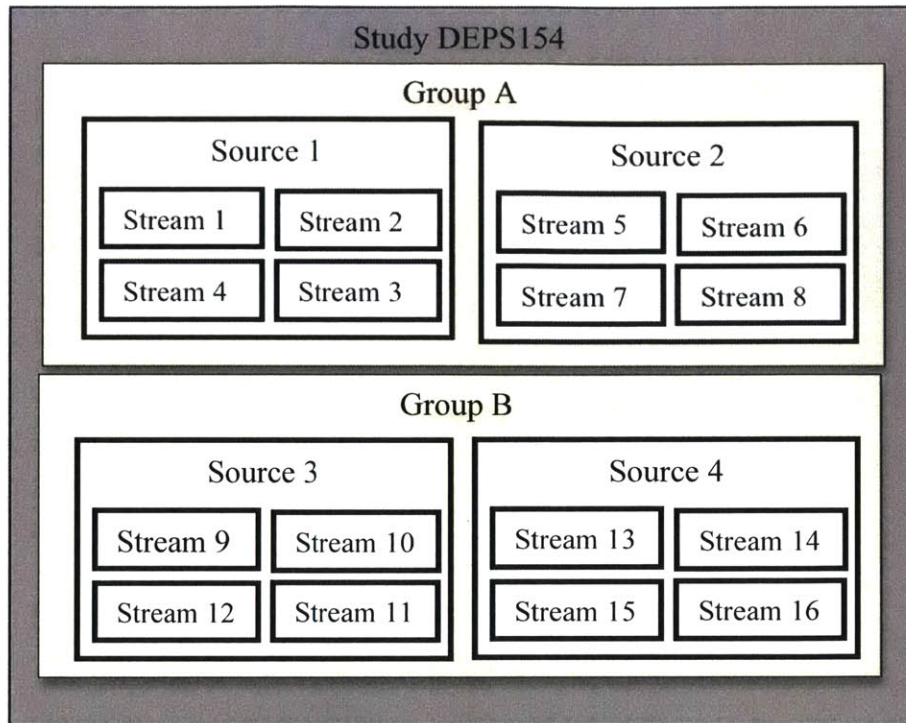 Study DEPS154
Group A
Source 1
Stream 1
Stream 2
Stream 4
Stream 3
Source 2
Stream 5
Stream 6
Stream 7
Stream 8
Group B
Source 3
Stream 9
Stream 10
Stream 12
Stream 11
Source 4
Stream 13
Stream 14
Stream 15
Stream 16